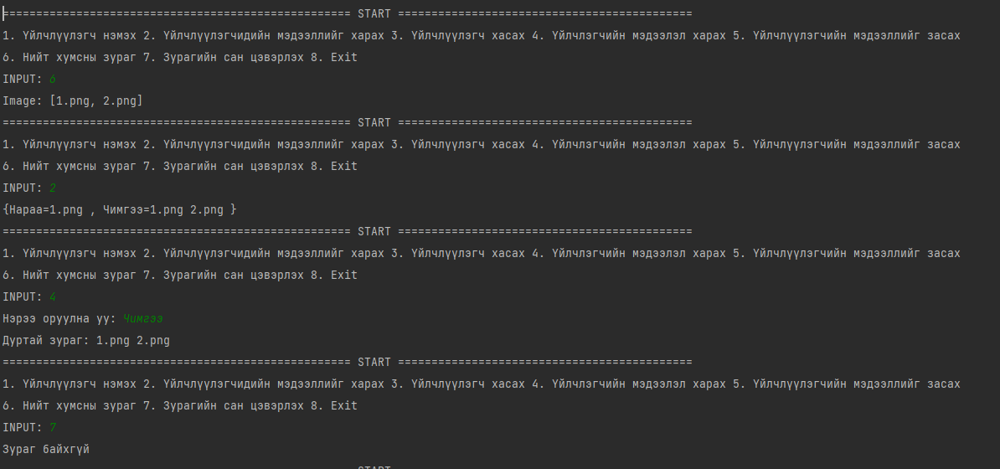 ==================================================== START ============================================
1. Үйлчлүүлэгч нэмэх 2. Үйлчлүүлэгчидийн мэдээллийг харах 3. Үйлчлүүлэгч хасах 4. Үйлчлэгчийн мэдээлэл харах 5. Үйлчлүүлэгчийн мэдээллийг засах
6. Нийт хумсны зураг 7. Зурагийн сан цэвэрлэх 8. Exit
INPUT: 6
Image: [1.png, 2.png]
==================================================== START ============================================
1. Үйлчлүүлэгч нэмэх 2. Үйлчлүүлэгчидийн мэдээллийг харах 3. Үйлчлүүлэгч хасах 4. Үйлчлэгчийн мэдээлэл харах 5. Үйлчлүүлэгчийн мэдээллийг засах
6. Нийт хумсны зураг 7. Зурагийн сан цэвэрлэх 8. Exit
INPUT: 2
{Нараа=1.png , Чимгээ=1.png 2.png }
==================================================== START ============================================
1. Үйлчлүүлэгч нэмэх 2. Үйлчлүүлэгчидийн мэдээллийг харах 3. Үйлчлүүлэгч хасах 4. Үйлчлэгчийн мэдээлэл харах 5. Үйлчлүүлэгчийн мэдээллийг засах
6. Нийт хумсны зураг 7. Зурагийн сан цэвэрлэх 8. Exit
INPUT: 4
Нэрээ оруулна уу: Чимгээ
Дуртай зураг: 1.png 2.png
==================================================== START ============================================
1. Үйлчлүүлэгч нэмэх 2. Үйлчлүүлэгчидийн мэдээллийг харах 3. Үйлчлүүлэгч хасах 4. Үйлчлэгчийн мэдээлэл харах 5. Үйлчлүүлэгчийн мэдээллийг засах
6. Нийт хумсны зураг 7. Зурагийн сан цэвэрлэх 8. Exit
INPUT: 7
Зураг байхгүй
START